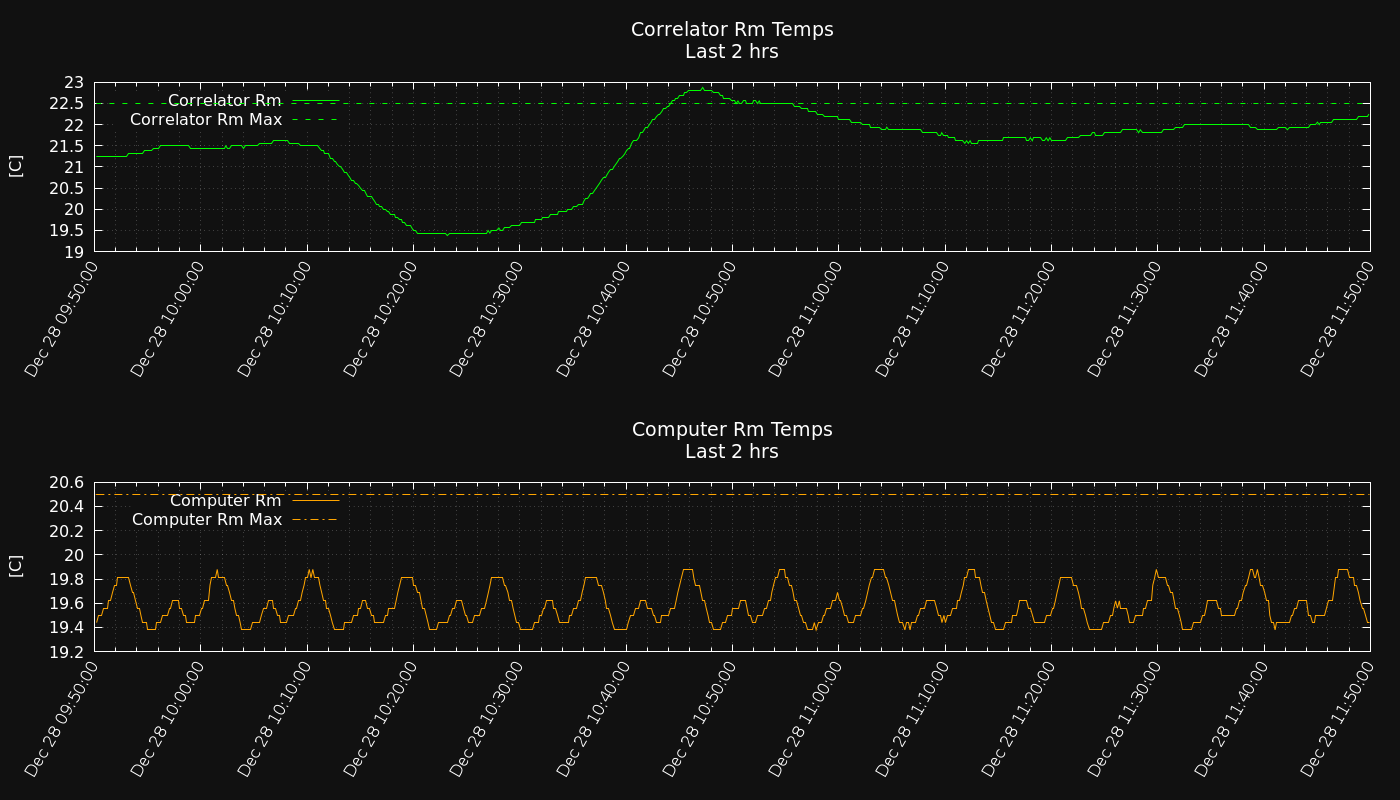 Correlator Rm Temps
Last 2 hrs
23
22.5
22
21.5
21
20.5
20
19.5
19
[C]
Correlator Rm
Correlator Rm Max
Dec 28 09:50:00
Dec 28 10:00:00
Dec 28 10:10:00
Dec 28 10:20:00
Dec 28 10:30:00
Dec 28 10:40:00
Dec 28 10:50:00
Dec 28 11:00:00
Dec 28 11:10:00
Dec 28 11:20:00
Dec 28 11:30:00
Dec 28 11:40:00
Dec 28 11:50:00
Computer Rm Temps
Last 2 hrs
20.6
20.4
20.2
20
19.8
19.6
19.4
19.2
[C]
Computer Rm
Computer Rm Max
Dec 28 09:50:00
Dec 28 10:00:00
Dec 28 10:10:00
Dec 28 10:20:00
Dec 28 10:30:00
Dec 28 10:40:00
Dec 28 10:50:00
Dec 28 11:00:00
Dec 28 11:10:00
Dec 28 11:20:00
Dec 28 11:30:00
Dec 28 11:40:00
Dec 28 11:50:00